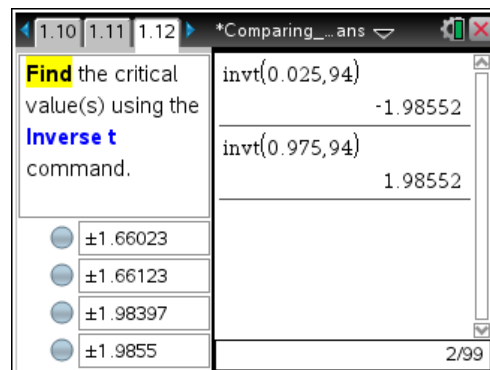 1.10 1.11 1.12 *Comparing_...ans
Find the critical
value(s) using the
Inverse t
command.
±1.66023
±1.66123
±1.98397
±1.9855
invt(0.025,94)
-1.98552
invt(0.975,94)
1.98552
2/99